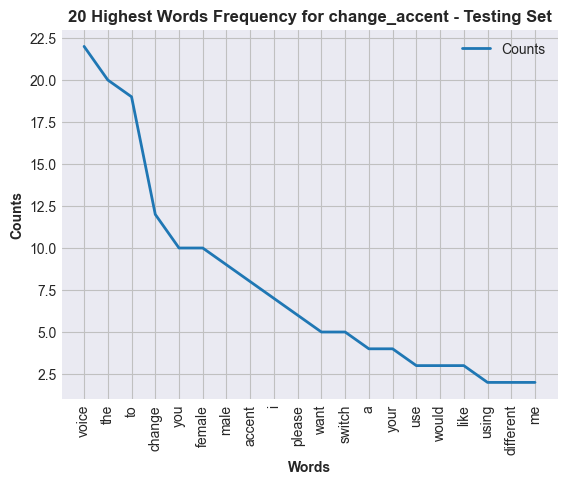 20 Highest Words Frequency for change_accent - Testing Set
Counts
Counts
22.5
20.0
17.5
15.0
12.5
10.0
7.5
5.0
2.5
voice
the
to
change
you
female
male
accent
i
please
want
switch
a
your
use
would
like
using
different
me
Words